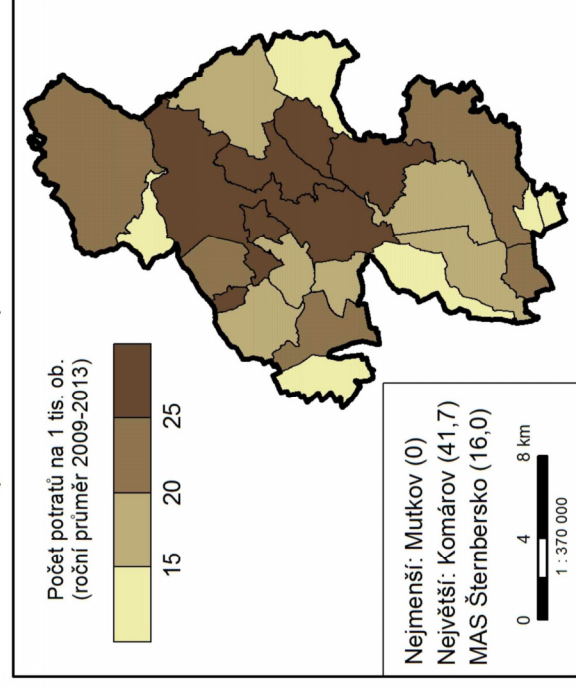 Počet potratů na 1 tis. ob.
(roční průměr 2009-2013)
15 20 25
Nejmenší: Mutkov (0)
Největší: Komárov (41,7)
MAS Šternbersko (16,0)
0 4 8 km
1 : 370 000